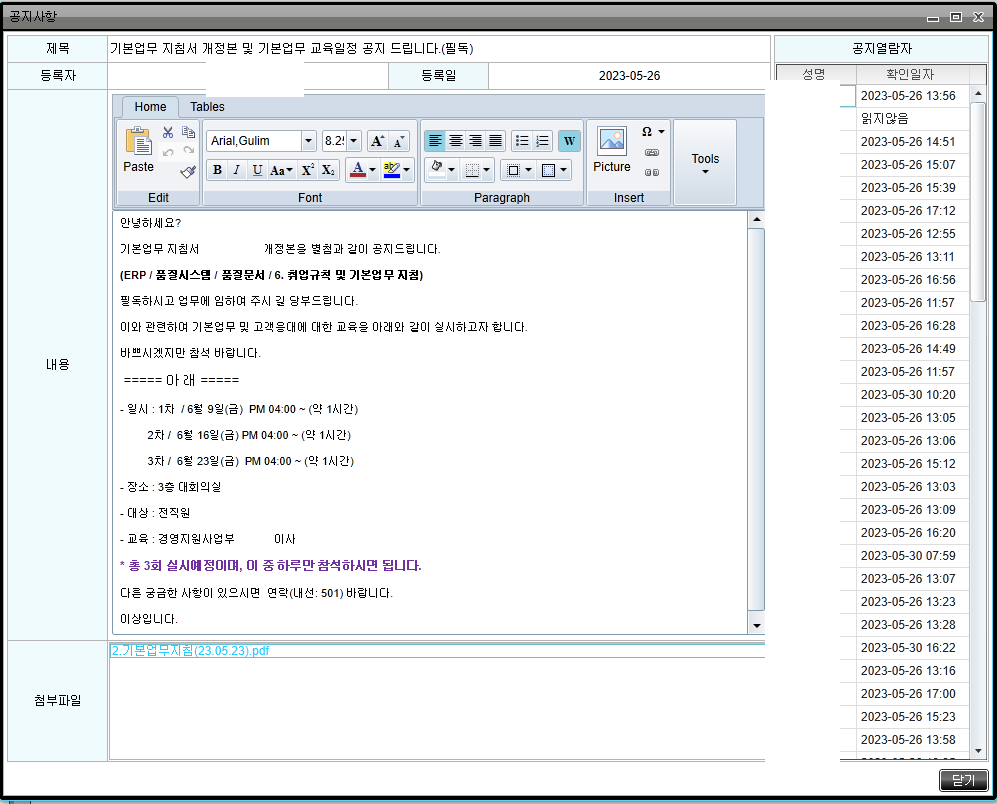 공지사항
제목
기본업무 지침서 개정본 및 기본업무 교육일정 공지 드립니다.(필독)
공지열람자
등록자
등록일
2023-05-26
성명
확인일자
내용
Home
Tables
Paste
Edit
Arial,Gulim
8.25
B I U Aa X² X₂
Font
W
Paragraph
Picture
Ω
Insert
Tools
안녕하세요?
기본업무 지침서 개정본을 별첨과 같이 공지드립니다.
(ERP / 품질시스템 / 품질문서 / 6. 취업규칙 및 기본업무 지침)
필독하시고 업무에 임하여 주시 길 당부드립니다.
이와 관련하여 기본업무 및 고객응대에 대한 교육을 아래와 같이 실시하고자 합니다.
바쁘시겠지만 참석 바랍니다.
===== 아 래 =====
- 일시 : 1차 / 6월 9일(금) PM 04:00 ~ (약 1시간)
2차 / 6월 16일(금) PM 04:00 ~ (약 1시간)
3차 / 6월 23일(금) PM 04:00 ~ (약 1시간)
- 장소 : 3층 대회의실
- 대상 : 전직원
- 교육 : 경영지원사업부 이사
* 총 3회 실시예정이며, 이 중 하루만 참석하시면 됩니다.
다른 궁금한 사항이 있으시면 연락(내선: 501) 바랍니다.
이상입니다.
첨부파일
2.기본업무지침(23.05.23).pdf
2023-05-26 13:56
읽지않음
2023-05-26 14:51
2023-05-26 15:07
2023-05-26 15:39
2023-05-26 17:12
2023-05-26 12:55
2023-05-26 13:11
2023-05-26 16:56
2023-05-26 11:57
2023-05-26 16:28
2023-05-26 14:49
2023-05-26 11:57
2023-05-30 10:20
2023-05-26 13:05
2023-05-26 13:06
2023-05-26 15:12
2023-05-26 13:03
2023-05-26 13:09
2023-05-26 16:20
2023-05-30 07:59
2023-05-26 13:07
2023-05-26 13:23
2023-05-26 13:28
2023-05-30 16:22
2023-05-26 13:16
2023-05-26 17:00
2023-05-26 15:23
2023-05-26 13:58
닫기